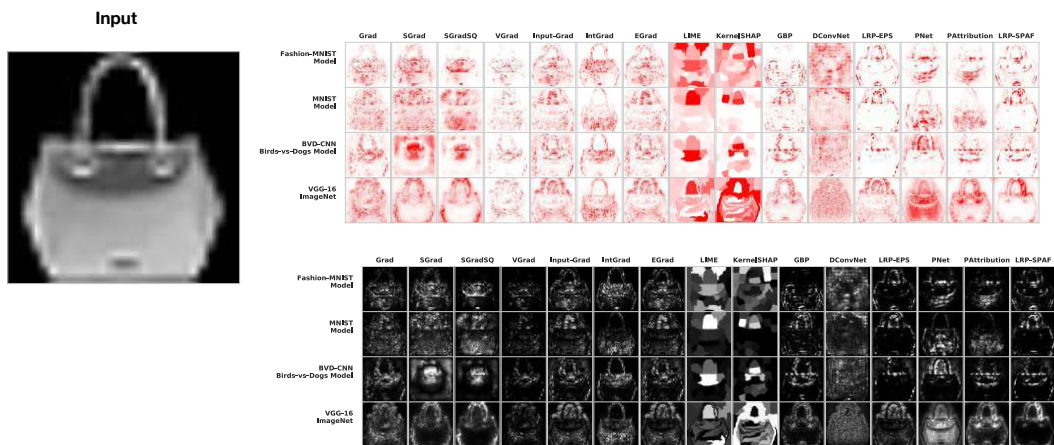 Input
Grad SGrad SGradSQ VGrad Input-Grad IntGrad EGrad LIME KernelSHAP GBP DConvNet LRP-EPS PNet PAttribution LRP-SPAF
Fashion-MNIST
Model
MNIST
Model
BVD-CNN
Birds-vs-Dogs Model
VGG-16
ImageNet
Grad SGrad SGradSQ VGrad Input-Grad IntGrad EGrad LIME KernelSHAP GBP DConvNet LRP-EPS PNet PAttribution LRP-SPAF
Fashion-MNIST
Model
MNIST
Model
BVD-CNN
Birds-vs-Dogs Model
VGG-16
ImageNet